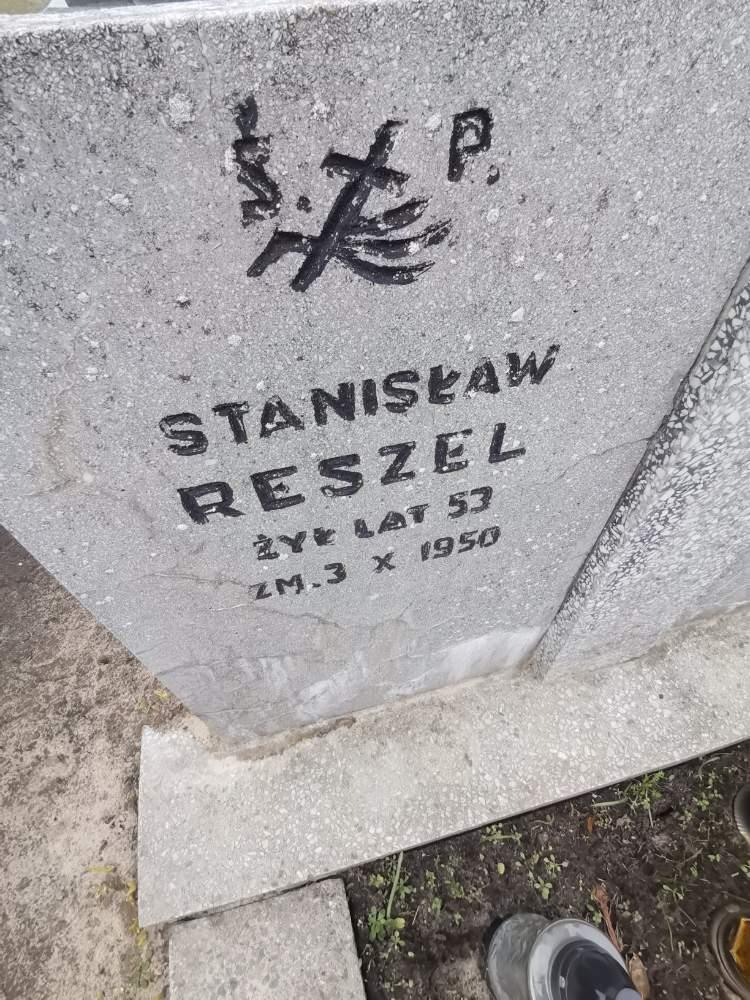 Ś. P.
STANISŁAW
RESZEL
ŻYŁ LAT 53
ZM. 3 X 1950